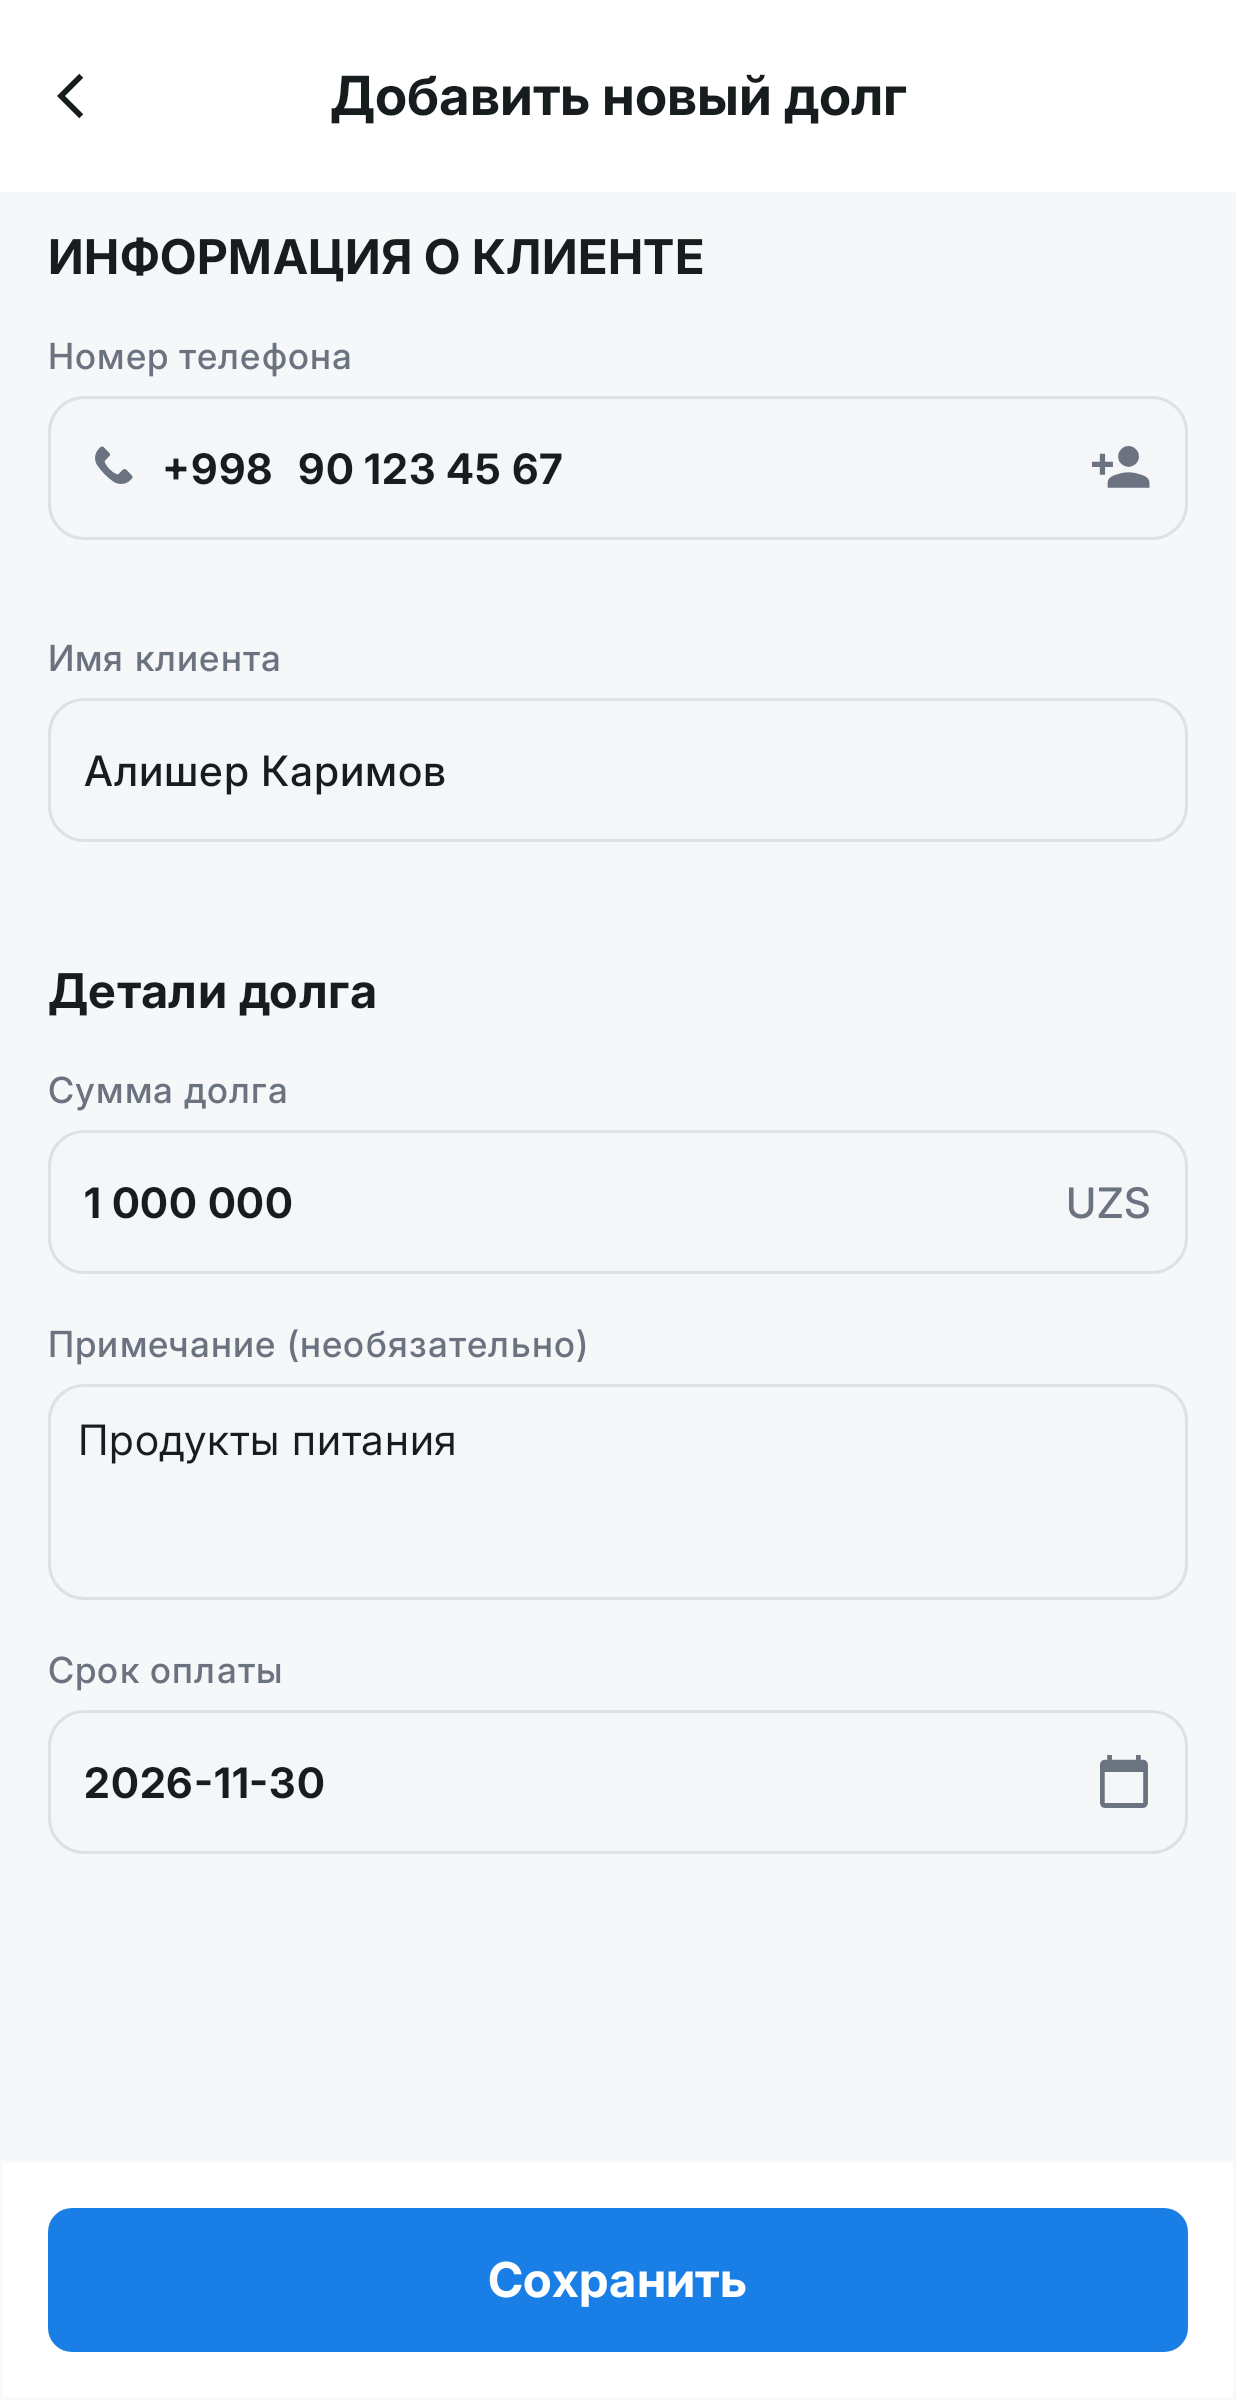 Добавить новый долг
ИНФОРМАЦИЯ О КЛИЕНТЕ
Номер телефона
+998 90 123 45 67
Имя клиента
Алишер Каримов
Детали долга
Сумма долга
1 000 000 UZS
Примечание (необязательно)
Продукты питания
Срок оплаты
2026-11-30
Сохранить